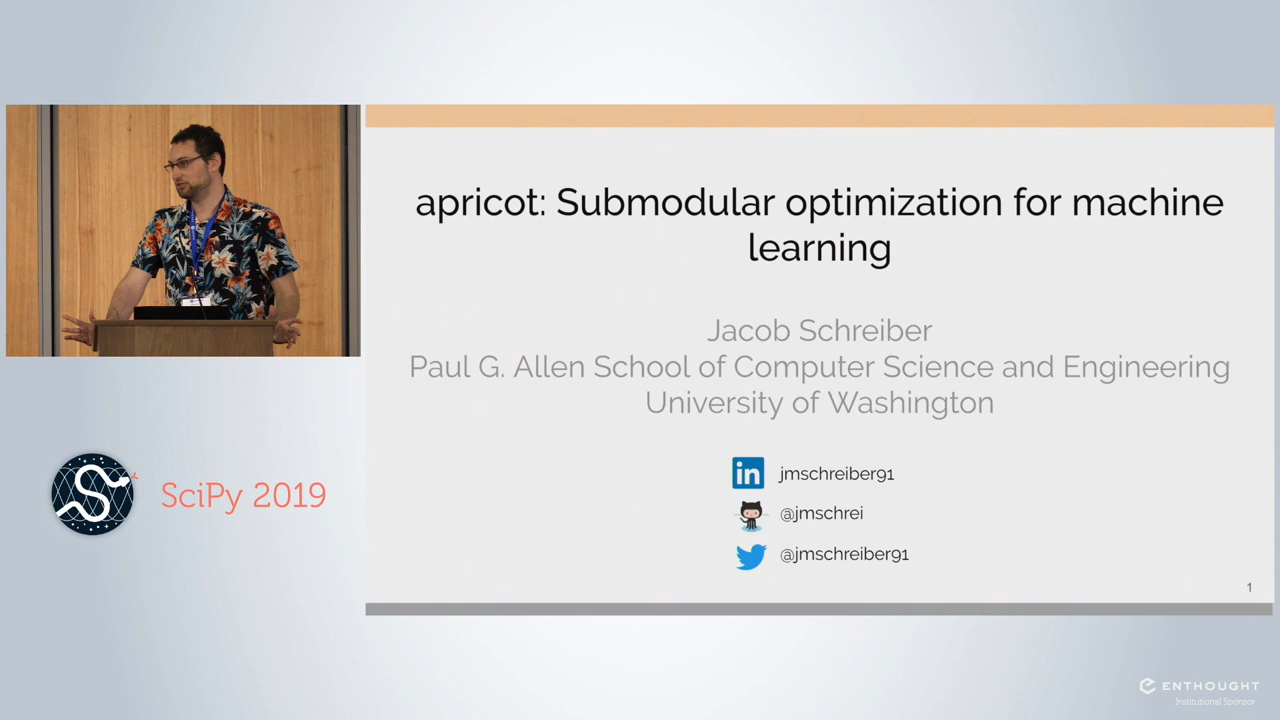 apricot: Submodular optimization for machine
learning
Jacob Schreiber
Paul G. Allen School of Computer Science and Engineering
University of Washington
jmschreiber91
@jmschrei
@jmschreiber91
1
SciPy 2019
ENTHOUGHT
Institutional Sponsor